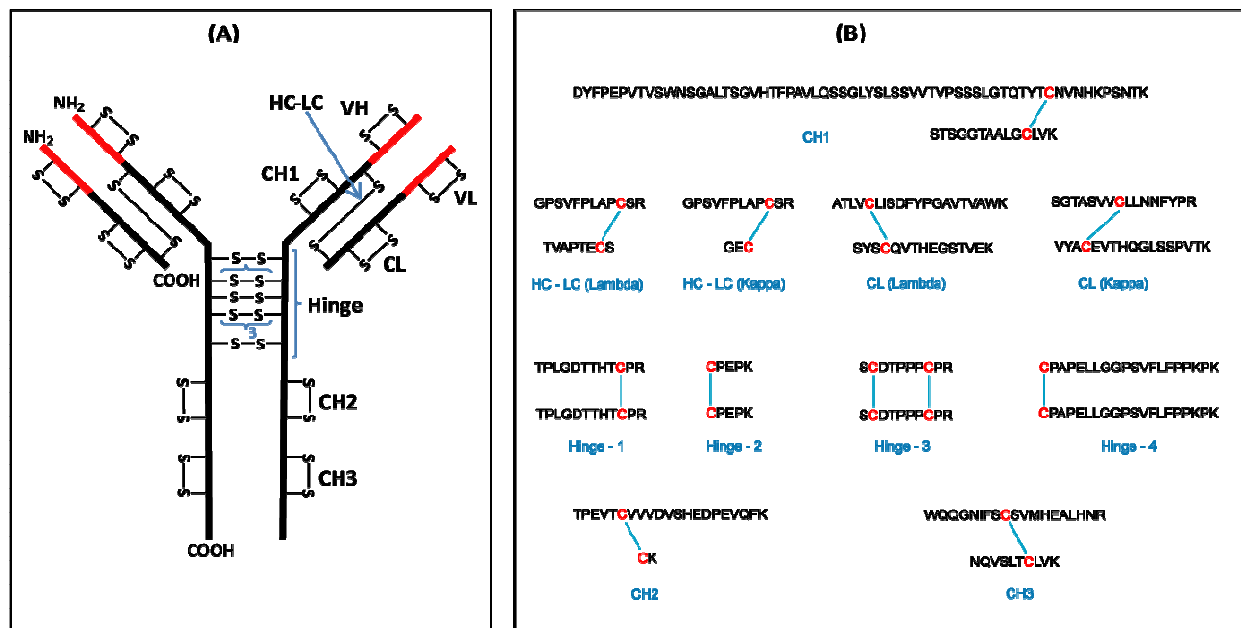 (A)
NH2
NH2
HC-LC
VH
CH1
VL
CL
COOH
S S
S S
S S
S S
3
S S
Hinge
CH2
CH3
COOH
(B)
DYFPEPVTVSWNSGALTSGVHTFPAVLQSSGLYSLSSVVTVPSSSLGTQTYTCNVNHKPSNTK
STSGGTAALGCLVK
CH1
GPSVFPLAPCSR
GPSVFPLAPCSR
ATLVCLISDFYPGAVTVAWK
SGTASVVCLLNNFYPR
TVAPTECS
GEC
SYSCQVTHEGSTVEK
VYACEVTHQGLSSPVTK
HC - LC (Lambda)
HC - LC (Kappa)
CL (Lambda)
CL (Kappa)
TPLGDTTHTCPR
CPEPK
SCDTPPPCPR
CPAPELLGGPSVFLFPPKPK
TPLGDTTHTCPR
CPEPK
SCDTPPPCPR
CPAPELLGGPSVFLFPPKPK
Hinge - 1
Hinge - 2
Hinge - 3
Hinge - 4
TPEVTCVVVDVSHEDPEVQFK
WQQGNIFSCSVMHEALHNR
CK
NQVSLTCLVK
CH2
CH3